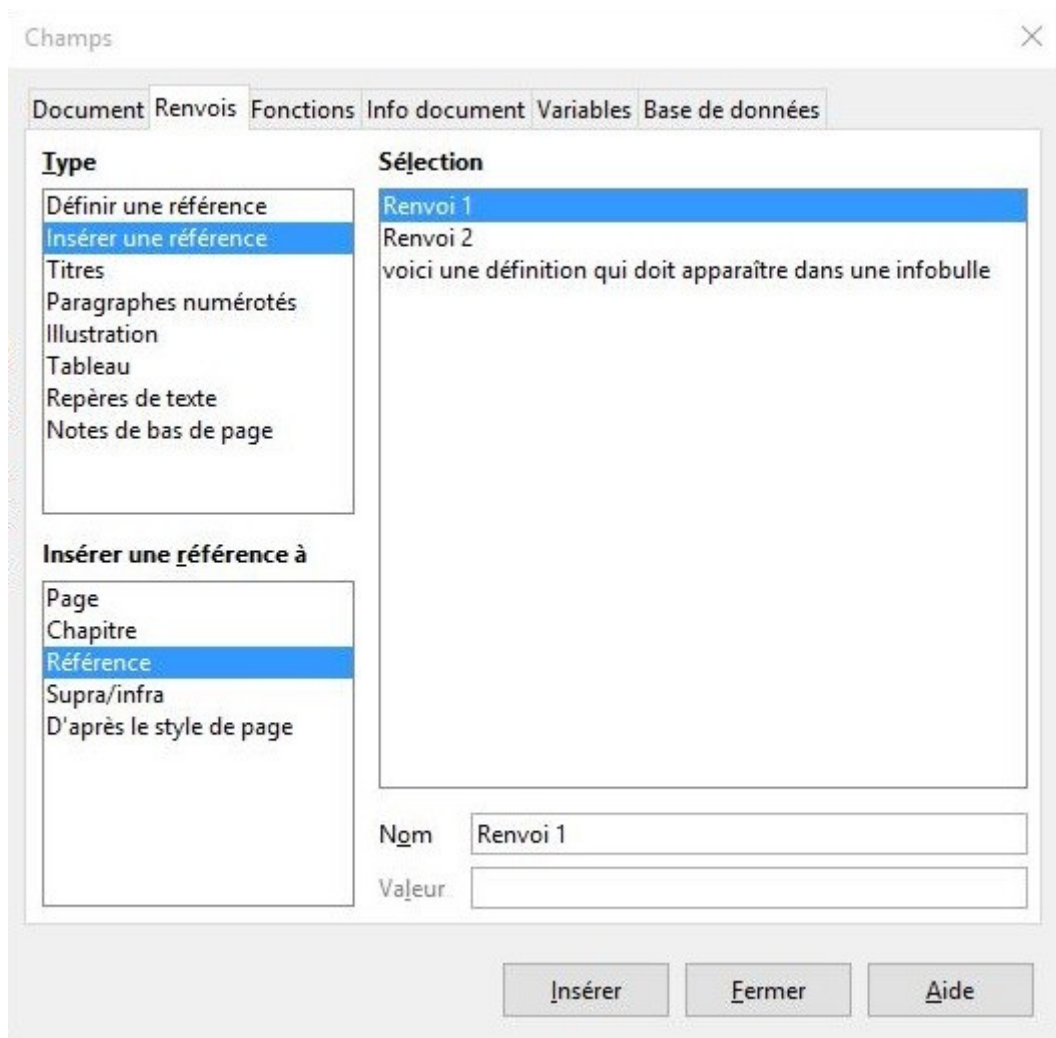 Champs
Document Renvois Fonctions Info document Variables Base de données
Type
Définir une référence
Insérer une référence
Titres
Paragraphes numérotés
Illustration
Tableau
Repères de texte
Notes de bas de page
Insérer une référence à
Page
Chapitre
Référence
Supra/infra
D'après le style de page
Sélection
Renvoi 1
Renvoi 2
voici une définition qui doit apparaître dans une infobulle
Nom Renvoi 1
Valeur
Insérer Fermer Aide